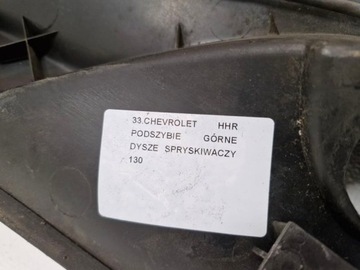 33.CHEVROLET HHR
PODSZYBIE GÓRNE
DYSZE SPRYSKIWACZY
130